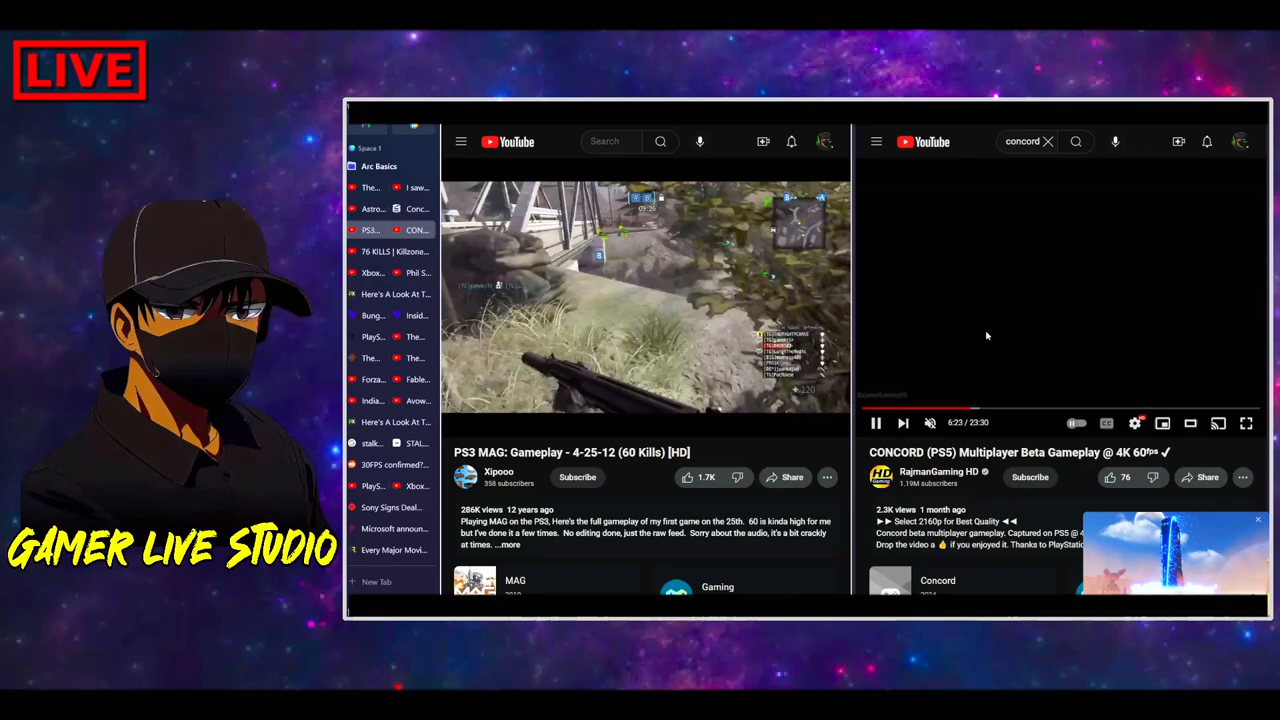 LIVE
GAMER LIVE STUDIO
Space 1
Arc Basics
The...
I saw...
Astro...
Conc...
PS3...
CON...
76 KILLS | Killzone...
Xbox...
Phil S...
Here's A Look At T...
Bung...
Insid...
PlayS...
The...
The...
The...
Forza...
Fable...
India...
Avow...
Here's A Look At T...
stalk...
STAL...
30FPS confirmed?...
PlayS...
Xbox...
Sony Signs Deal...
Microsoft announ...
Every Major Movi...
New Tab
YouTube
Search
09:26
120
PS3 MAG: Gameplay - 4-25-12 (60 Kills) [HD]
Xipooo
358 subscribers
Subscribe
1.7K
Share
286K views 12 years ago
Playing MAG on the PS3, Here's the full gameplay of my first game on the 25th. 60 is kinda high for me
but I've done it a few times. No editing done, just the raw feed. Sorry about the audio, it's a bit crackly
at times. ...more
MAG
Gaming
YouTube
concord
RajmanGamingHD
6:23 / 23:30
CONCORD (PS5) Multiplayer Beta Gameplay @ 4K 60ᶠᵖˢ ✔
RajmanGaming HD
1.19M subscribers
Subscribe
76
Share
2.3K views 1 month ago
►► Select 2160p for Best Quality ◄◄
Concord beta multiplayer gameplay. Captured on PS5 @ 4
Drop the video a 👍 if you enjoyed it. Thanks to PlayStatio
Concord